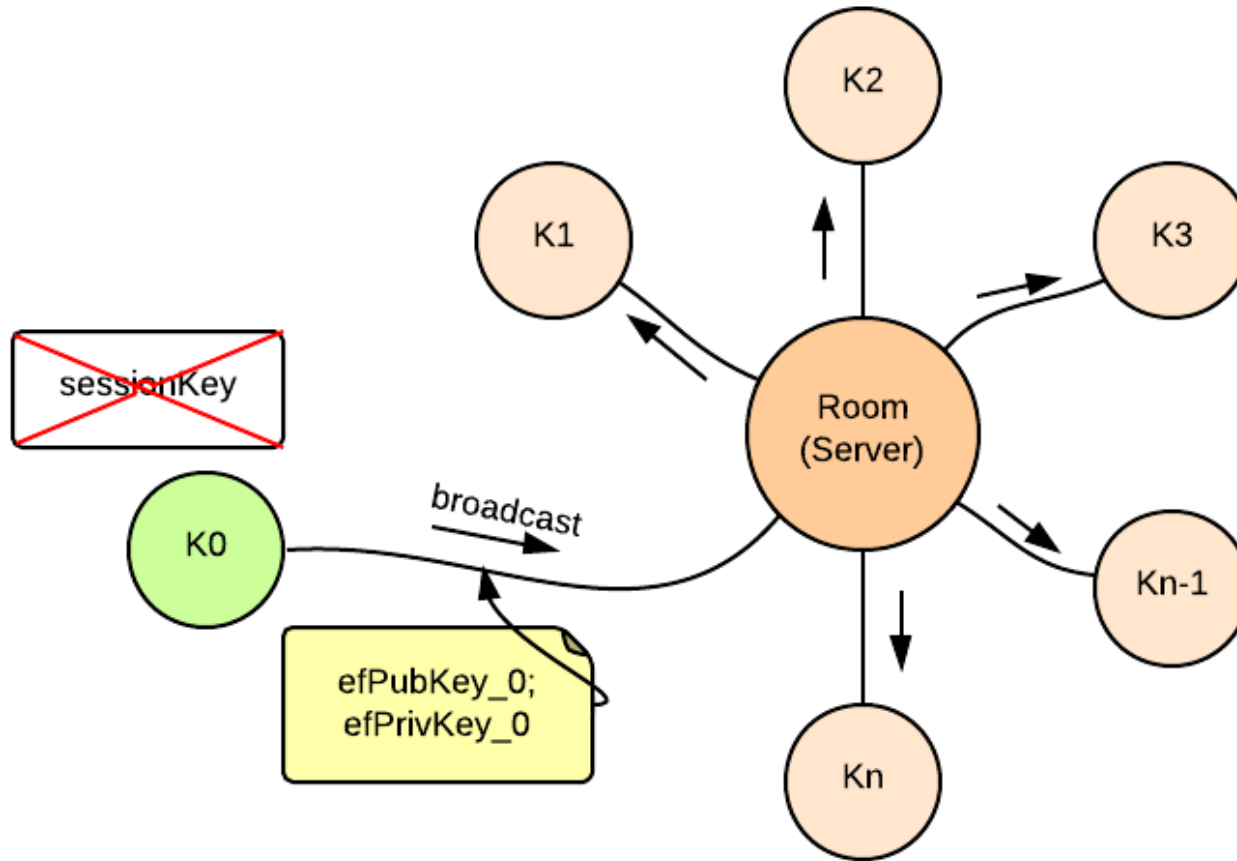 K2
K1
K3
sessionKey
Room
(Server)
broadcast
K0
Kn-1
efPubKey_0;
efPrivKey_0
Kn